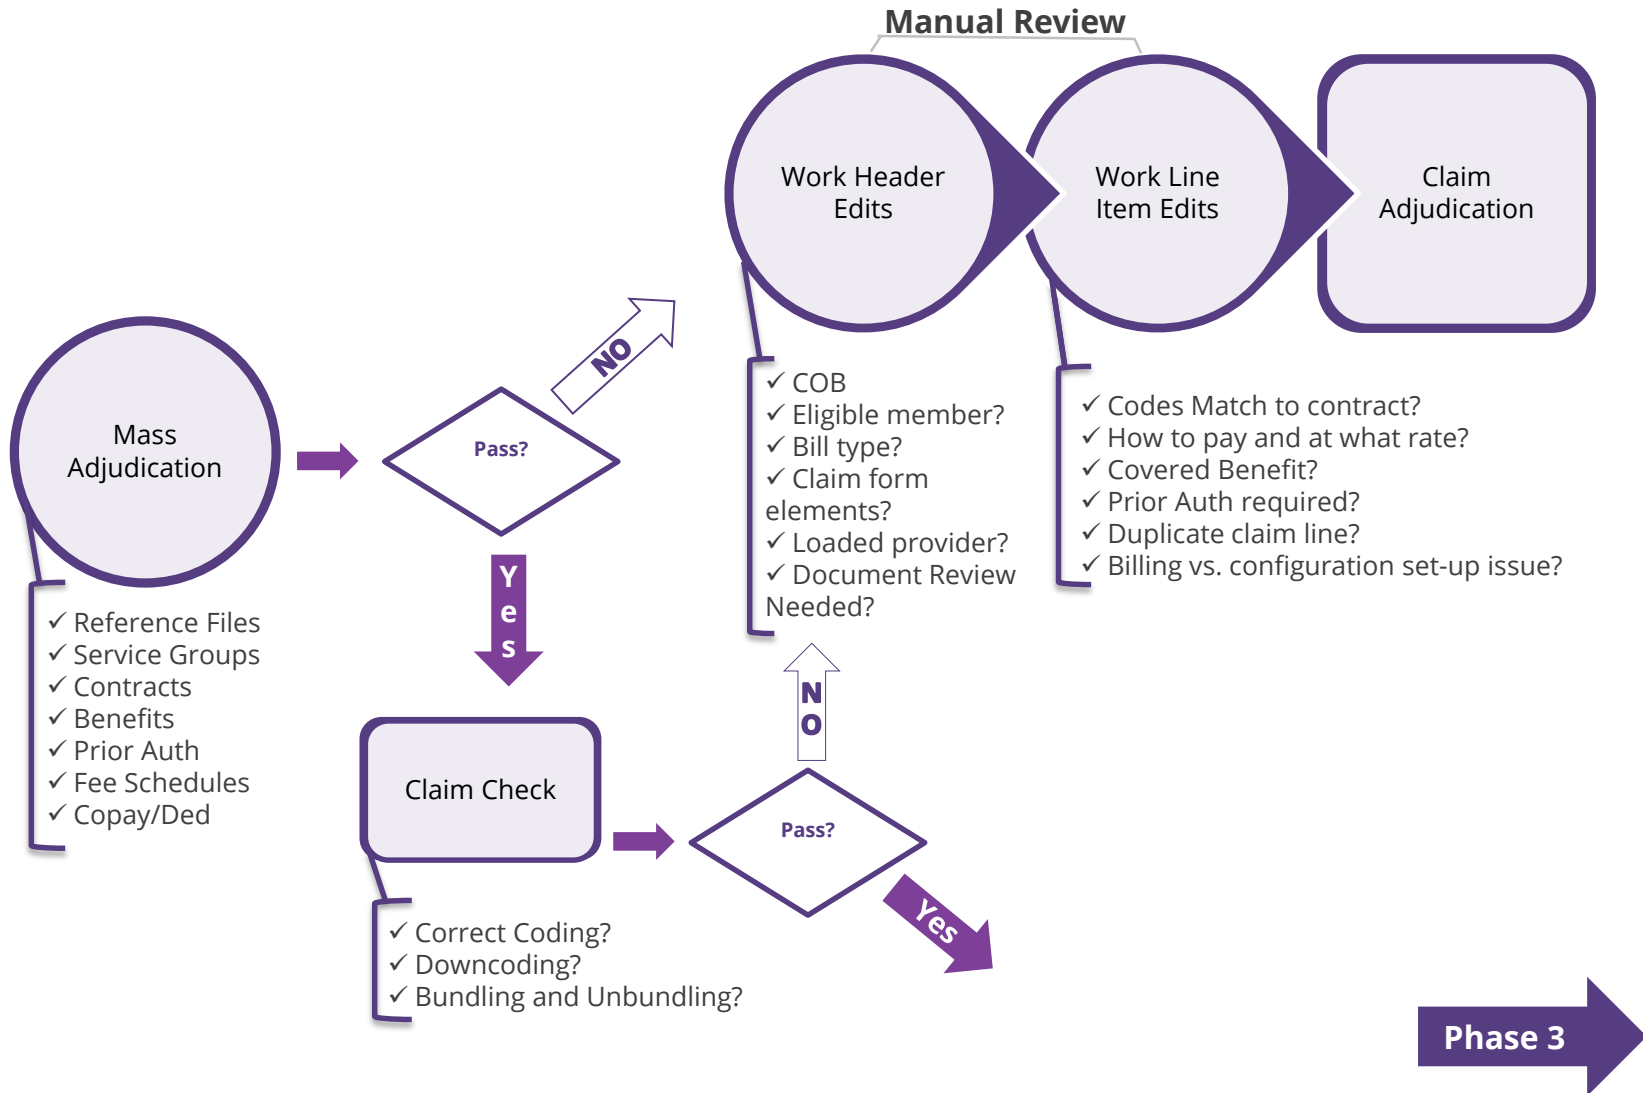 Manual Review
Work Header
Edits
Work Line
Item Edits
Claim
Adjudication
NO
Mass
Adjudication
Pass?
✓ COB
✓ Eligible member?
✓ Bill type?
✓ Claim form
elements?
✓ Loaded provider?
✓ Document Review
Needed?
✓ Codes Match to contract?
✓ How to pay and at what rate?
✓ Covered Benefit?
✓ Prior Auth required?
✓ Duplicate claim line?
✓ Billing vs. configuration set-up issue?
Yes
✓ Reference Files
✓ Service Groups
✓ Contracts
✓ Benefits
✓ Prior Auth
✓ Fee Schedules
✓ Copay/Ded
NO
Claim Check
Pass?
Yes
✓ Correct Coding?
✓ Downcoding?
✓ Bundling and Unbundling?
Phase 3